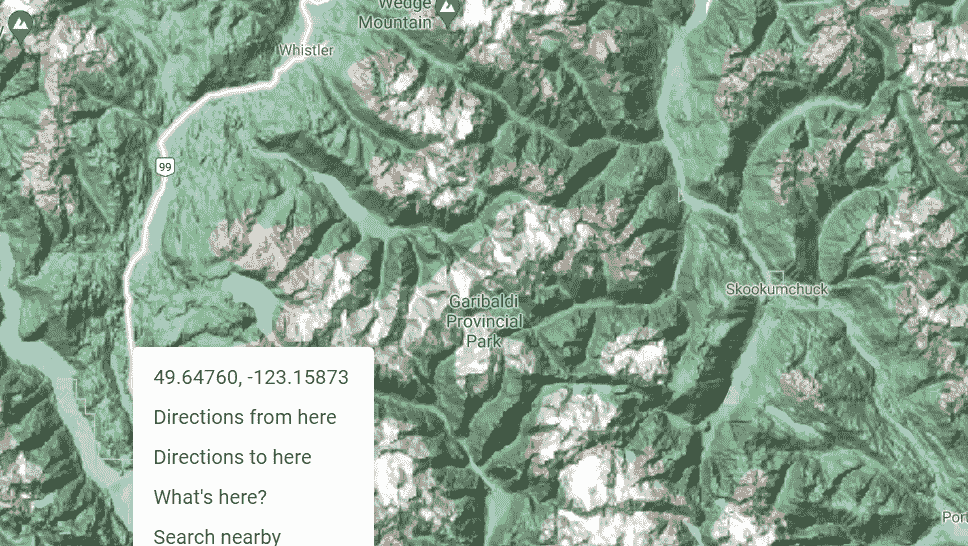 Wedge
Mountain
Whistler
99
Garibaldi
Provincial
Park
Skookumchuck
49.64760, -123.15873
Directions from here
Directions to here
What's here?
Search nearby
Por